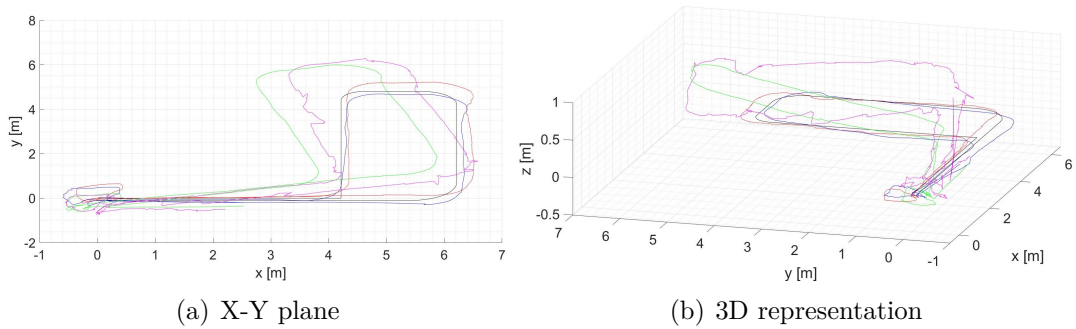 8
6
4
2
0
-2
y [m]
-1 0 1 2 3 4 5 6 7
x [m]
(a) X-Y plane
1
0.5
0
-0.5
z [m]
7 6 5 4 3 2 1 0 -1
y [m]
0 2 4 6
x [m]
(b) 3D representation